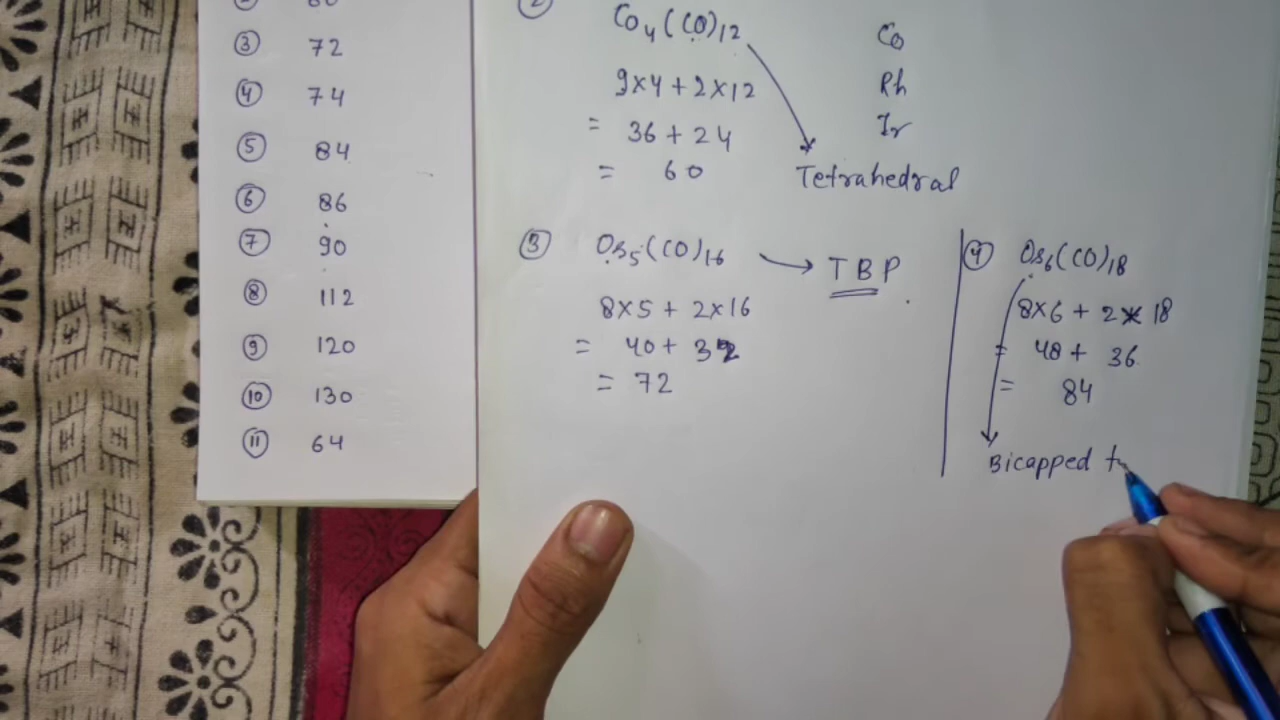 ③ 72
④ 74
⑤ 84
⑥ 86
⑦ 90
⑧ 112
⑨ 120
⑩ 130
⑪ 64
② Co4(CO)12
9x4 + 2x12
= 36 + 24
= 60
Tetrahedral
Co
Rh
Ir
③ Os5(CO)16 → TBP
8x5 + 2x16
= 40 + 32
= 72
④ Os6(CO)18
8x6 + 2x18
= 48 + 36
= 84
Bicapped